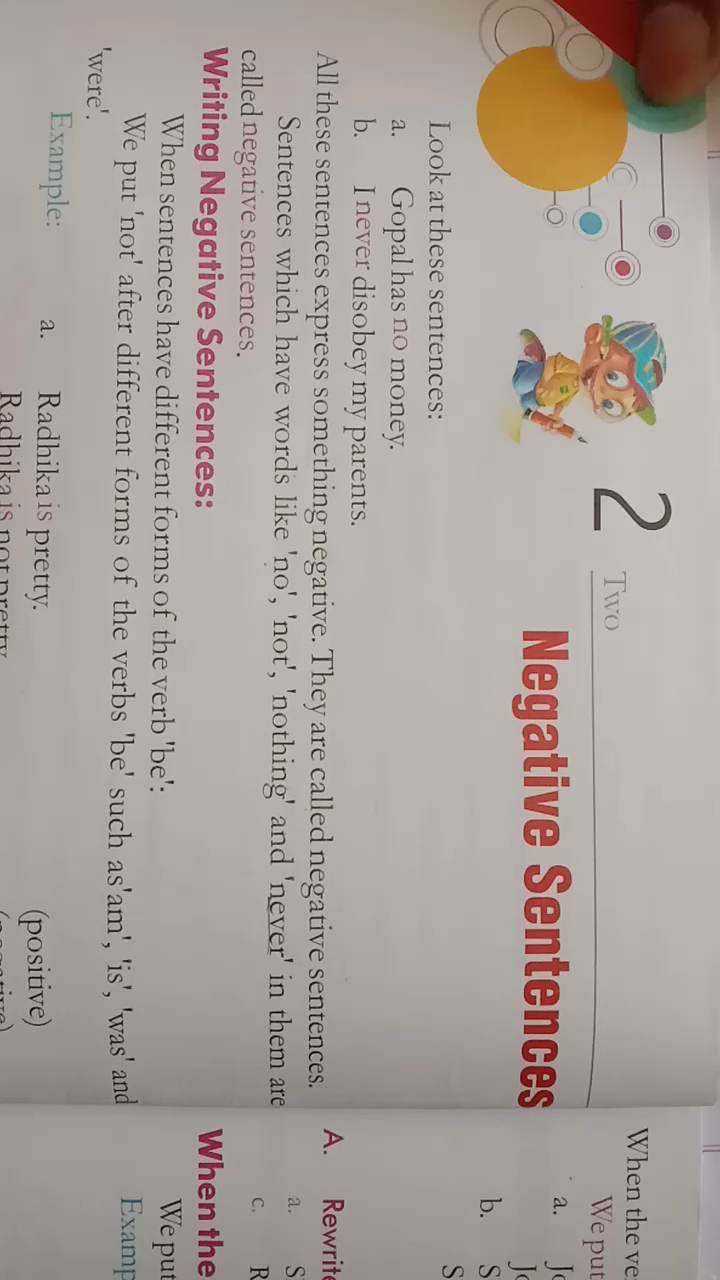 2
Two
Negative Sentences
Look at these sentences:
a. Gopal has no money.
b. I never disobey my parents.
All these sentences express something negative. They are called negative sentences.
Sentences which have words like 'no', 'not', 'nothing' and 'never' in them are
called negative sentences.
Writing Negative Sentences:
When sentences have different forms of the verb 'be':
We put 'not' after different forms of the verbs 'be' such as'am', 'is', 'was' and
'were'.
Example: a. Radhika is pretty. (positive)
Radhika is not pretty
When the
We put
a.
b.
A. Rewrite
a.
c.
When the
We put